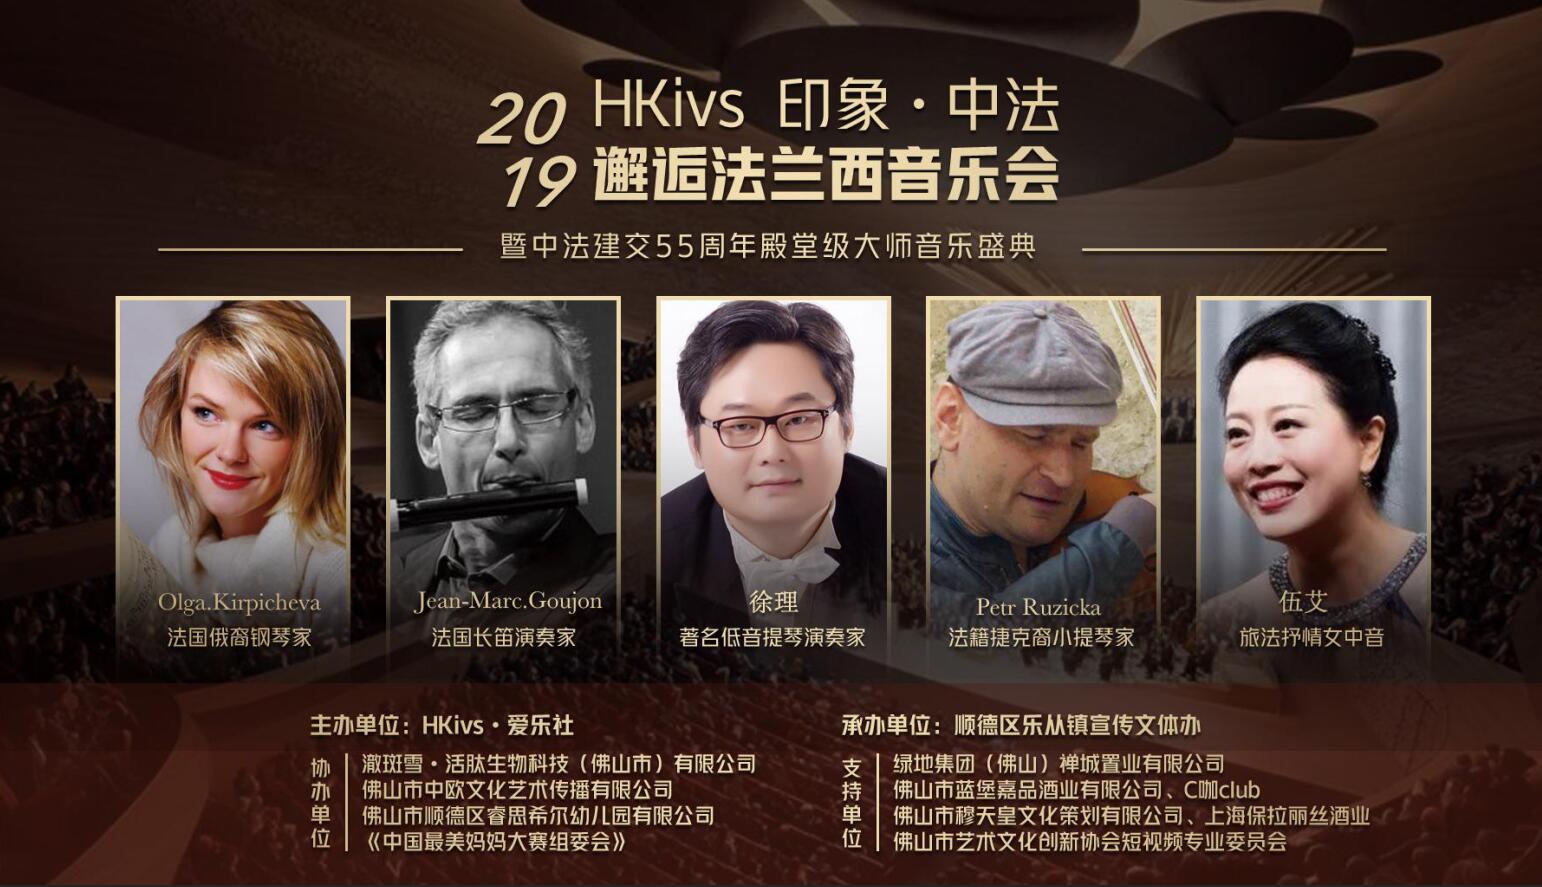 2019
HKivs 印象·中法
邂逅法兰西音乐会
暨中法建交55周年殿堂级大师音乐盛典
Olga.Kirpicheva
法国俄裔钢琴家
Jean-Marc.Goujon
法国长笛演奏家
徐理
著名低音提琴演奏家
Petr Ruzicka
法籍捷克裔小提琴家
伍艾
旅法抒情女中音
主办单位：HKivs·爱乐社
协办单位
澈斑雪·活肽生物科技（佛山市）有限公司
佛山市中欧文化艺术传播有限公司
佛山市顺德区睿思希尔幼儿园有限公司
《中国最美妈妈大赛组委会》
承办单位：顺德区乐从镇宣传文体办
支持单位
绿地集团（佛山）禅城置业有限公司
佛山市蓝堡嘉品酒业有限公司、C咖club
佛山市穆天皇文化策划有限公司、上海保拉丽丝酒业
佛山市艺术文化创新协会短视频专业委员会